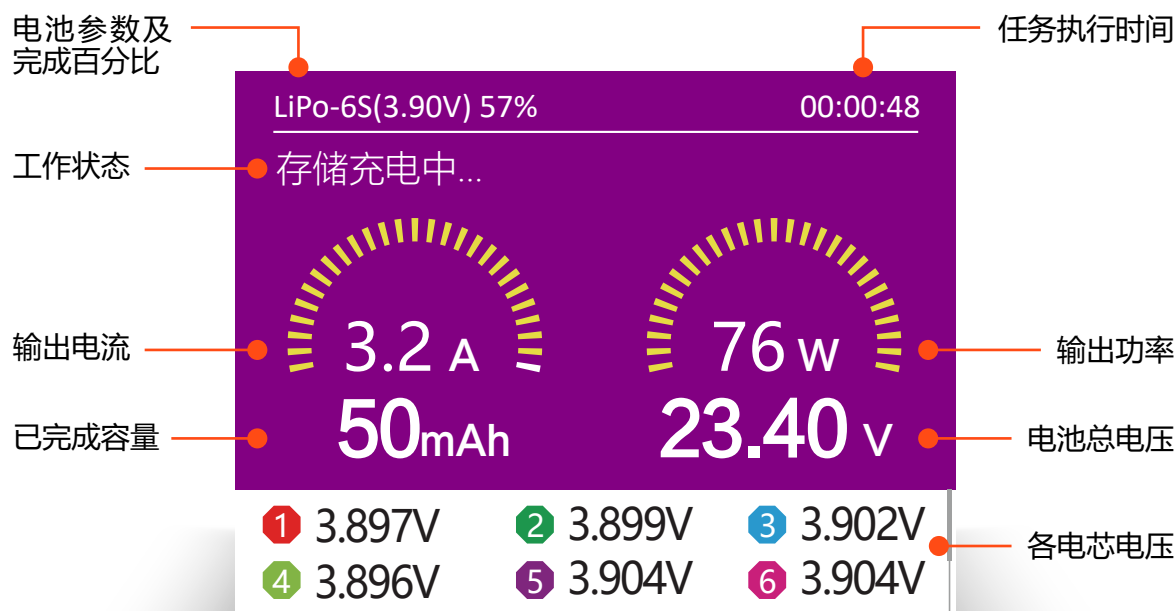 电池参数及
完成百分比
任务执行时间
LiPo-6S(3.90V) 57%
00:00:48
工作状态
存储充电中...
输出电流
3.2 A
76 W
输出功率
已完成容量
50mAh
23.40 V
电池总电压
1 3.897V
2 3.899V
3 3.902V
各电芯电压
4 3.896V
5 3.904V
6 3.904V